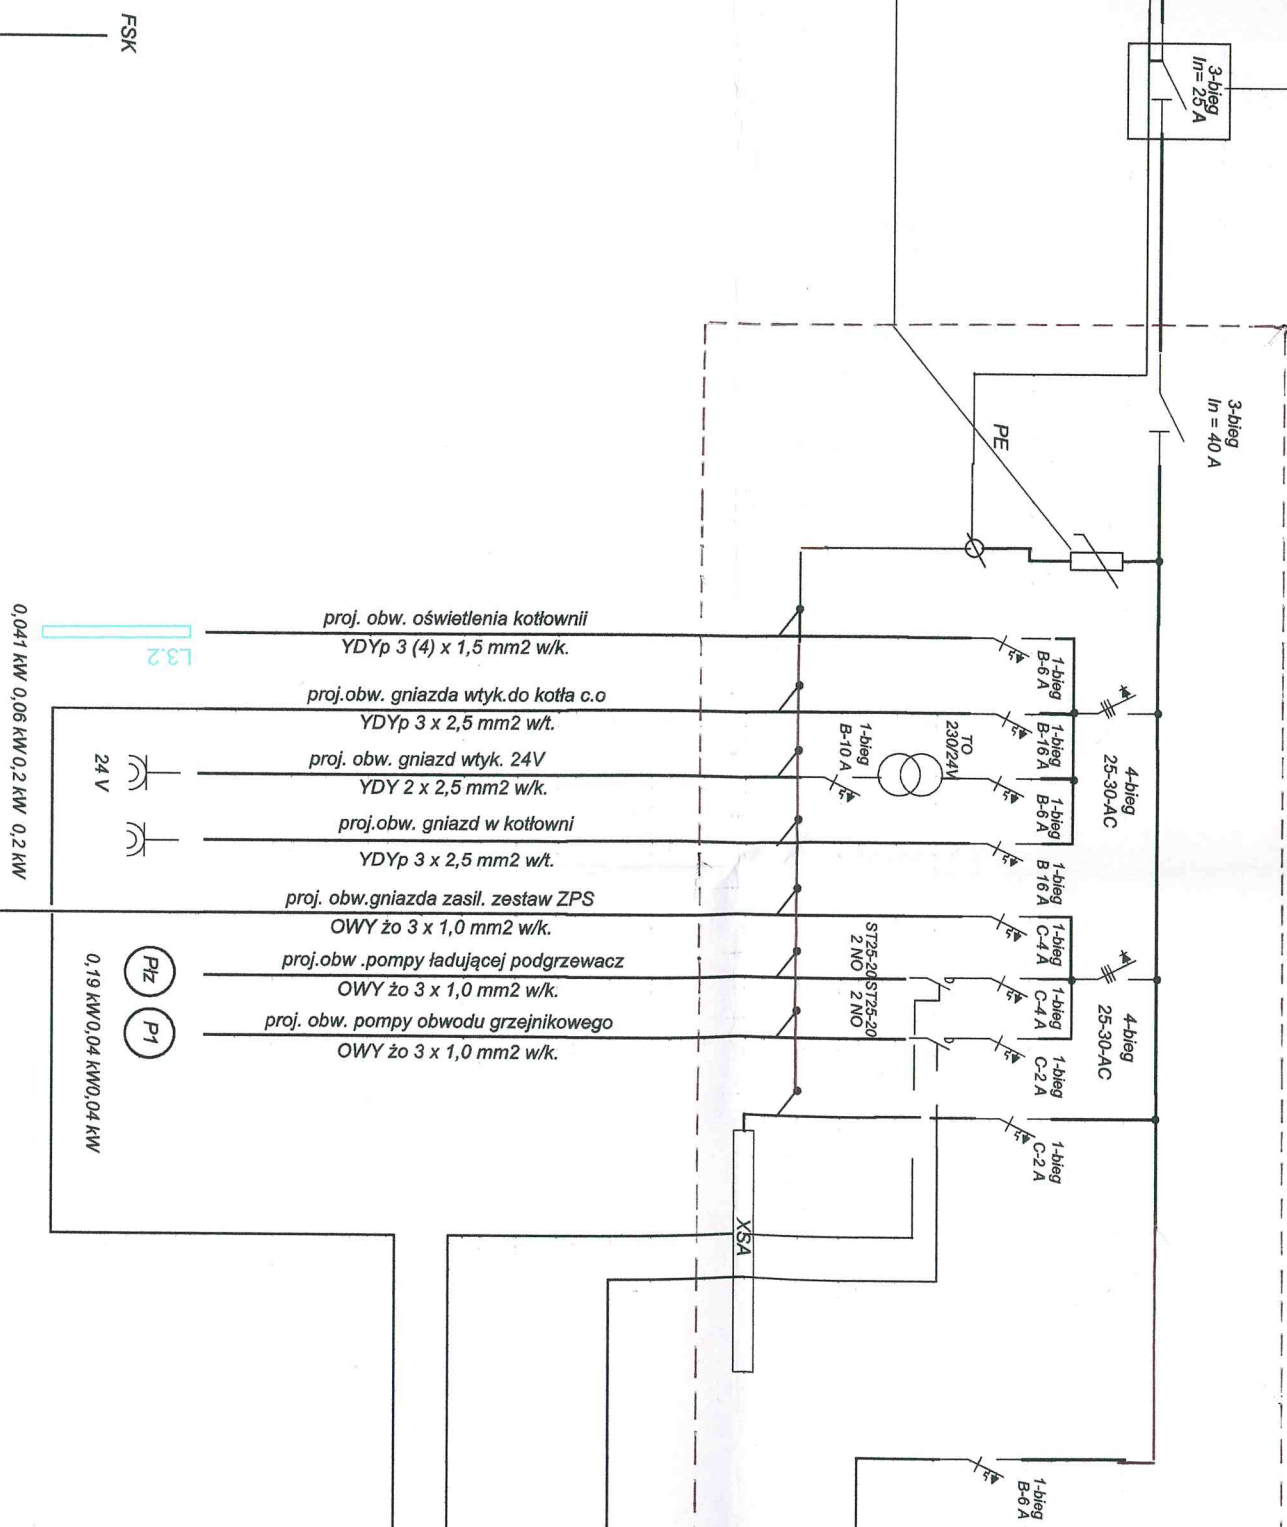 FSK
3-bieg
In= 25 A
3-bieg
In = 40 A
PE
proj. obw. oświetlenia kotłownii
YDYp 3 (4) x 1,5 mm2 w/k.
L3.2
1-bieg
B-6 A
proj.obw. gniazda wtyk.do kotła c.o
YDYp 3 x 2,5 mm2 w/t.
1-bieg
B-16 A
4-bieg
25-30-AC
proj. obw. gniazd wtyk. 24V
YDY 2 x 2,5 mm2 w/k.
24 V
1-bieg
B-10 A
TO
230/24V
1-bieg
B-6 A
proj.obw. gniazd w kotłowni
YDYp 3 x 2,5 mm2 w/t.
1-bieg
B 16 A
proj. obw.gniazda zasil. zestaw ZPS
OWY żo 3 x 1,0 mm2 w/k.
1-bieg
C-4 A
proj.obw .pompy ładującej podgrzewacz
OWY żo 3 x 1,0 mm2 w/k.
Płz
ST25-20
2 NO
1-bieg
C-4 A
4-bieg
25-30-AC
proj. obw. pompy obwodu grzejnikowego
OWY żo 3 x 1,0 mm2 w/k.
P1
ST25-20
2 NO
1-bieg
C-2 A
1-bieg
C-2 A
XSA
1-bieg
B-6 A
0,041 kW 0,06 kW 0,2 kW 0,2 kW
0,19 kW 0,04 kW 0,04 kW